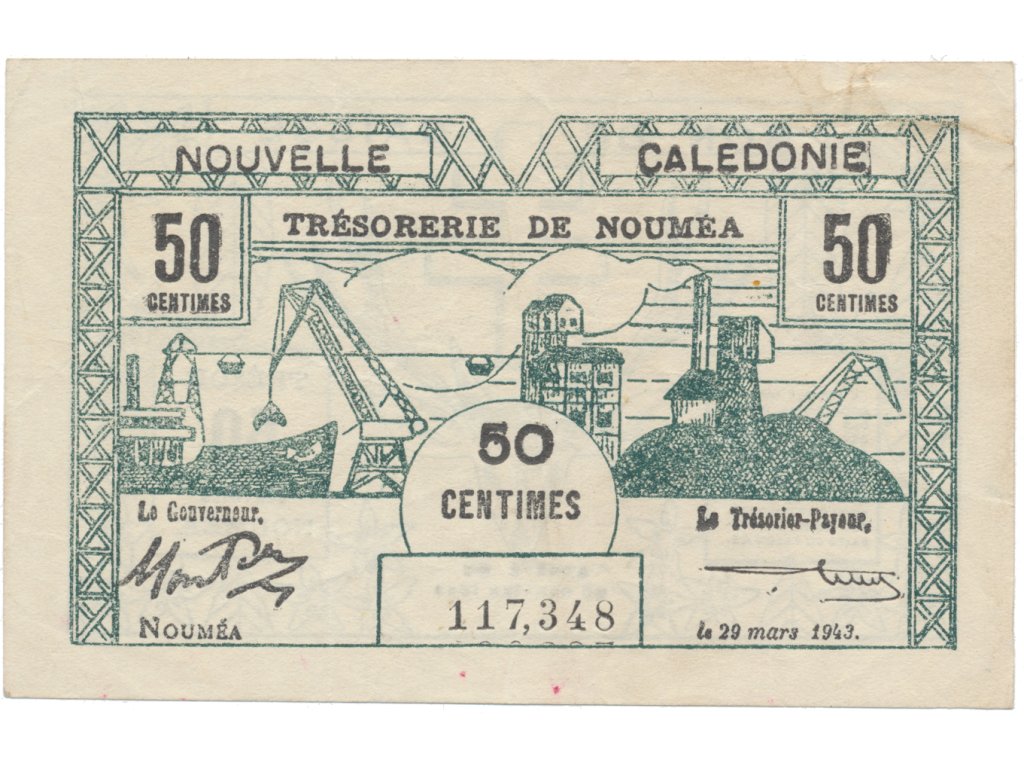 NOUVELLE CALEDONIE
TRÉSORERIE DE NOUMÉA
50 CENTIMES
50 CENTIMES
50
CENTIMES
Le Gouverneur.
Le Trésorier-Payeur.
NOUMÉA
117,348
le 29 mars 1943.